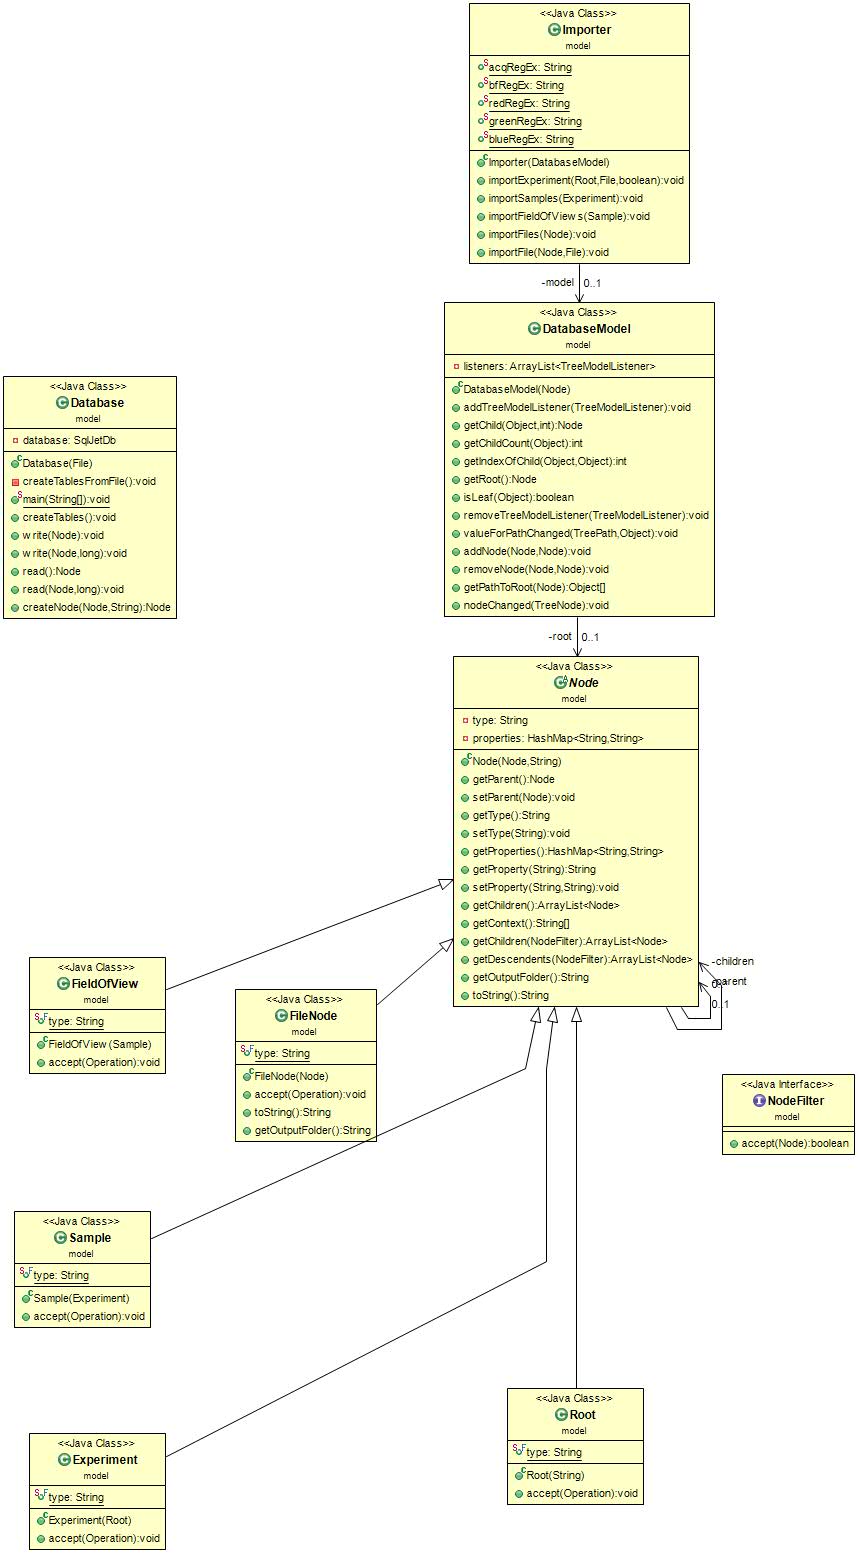 <<Java Class>>
Importer
model
acqRegEx: String
bfRegEx: String
redRegEx: String
greenRegEx: String
blueRegEx: String
Importer(DatabaseModel)
importExperiment(Root,File,boolean):void
importSamples(Experiment):void
importFieldOfViews(Sample):void
importFiles(Node):void
importFile(Node,File):void
-model 0..1
<<Java Class>>
DatabaseModel
model
listeners: ArrayList<TreeModelListener>
DatabaseModel(Node)
addTreeModelListener(TreeModelListener):void
getChild(Object,int):Node
getChildCount(Object):int
getIndexOfChild(Object,Object):int
getRoot():Node
isLeaf(Object):boolean
removeTreeModelListener(TreeModelListener):void
valueForPathChanged(TreePath,Object):void
addNode(Node,Node):void
removeNode(Node,Node):void
getPathToRoot(Node):Object[]
nodeChanged(TreeNode):void
<<Java Class>>
Database
model
database: SqlJetDb
Database(File)
createTablesFromFile():void
main(String[]):void
createTables():void
write(Node):void
write(Node,long):void
read():Node
read(Node,long):void
createNode(Node,String):Node
-root 0..1
<<Java Class>>
Node
model
type: String
properties: HashMap<String,String>
Node(Node,String)
getParent():Node
setParent(Node):void
getType():String
setType(String):void
getProperties():HashMap<String,String>
getProperty(String):String
setProperty(String,String):void
getChildren():ArrayList<Node>
getContext():String[]
getChildren(NodeFilter):ArrayList<Node>
getDescendents(NodeFilter):ArrayList<Node>
getOutputFolder():String
toString():String
-children
-parent
0..1
<<Java Class>>
FieldOfView
model
type: String
FieldOfView(Sample)
accept(Operation):void
<<Java Class>>
FileNode
model
type: String
FileNode(Node)
accept(Operation):void
toString():String
getOutputFolder():String
<<Java Interface>>
NodeFilter
model
accept(Node):boolean
<<Java Class>>
Sample
model
type: String
Sample(Experiment)
accept(Operation):void
<<Java Class>>
Root
model
type: String
Root(String)
accept(Operation):void
<<Java Class>>
Experiment
model
type: String
Experiment(Root)
accept(Operation):void